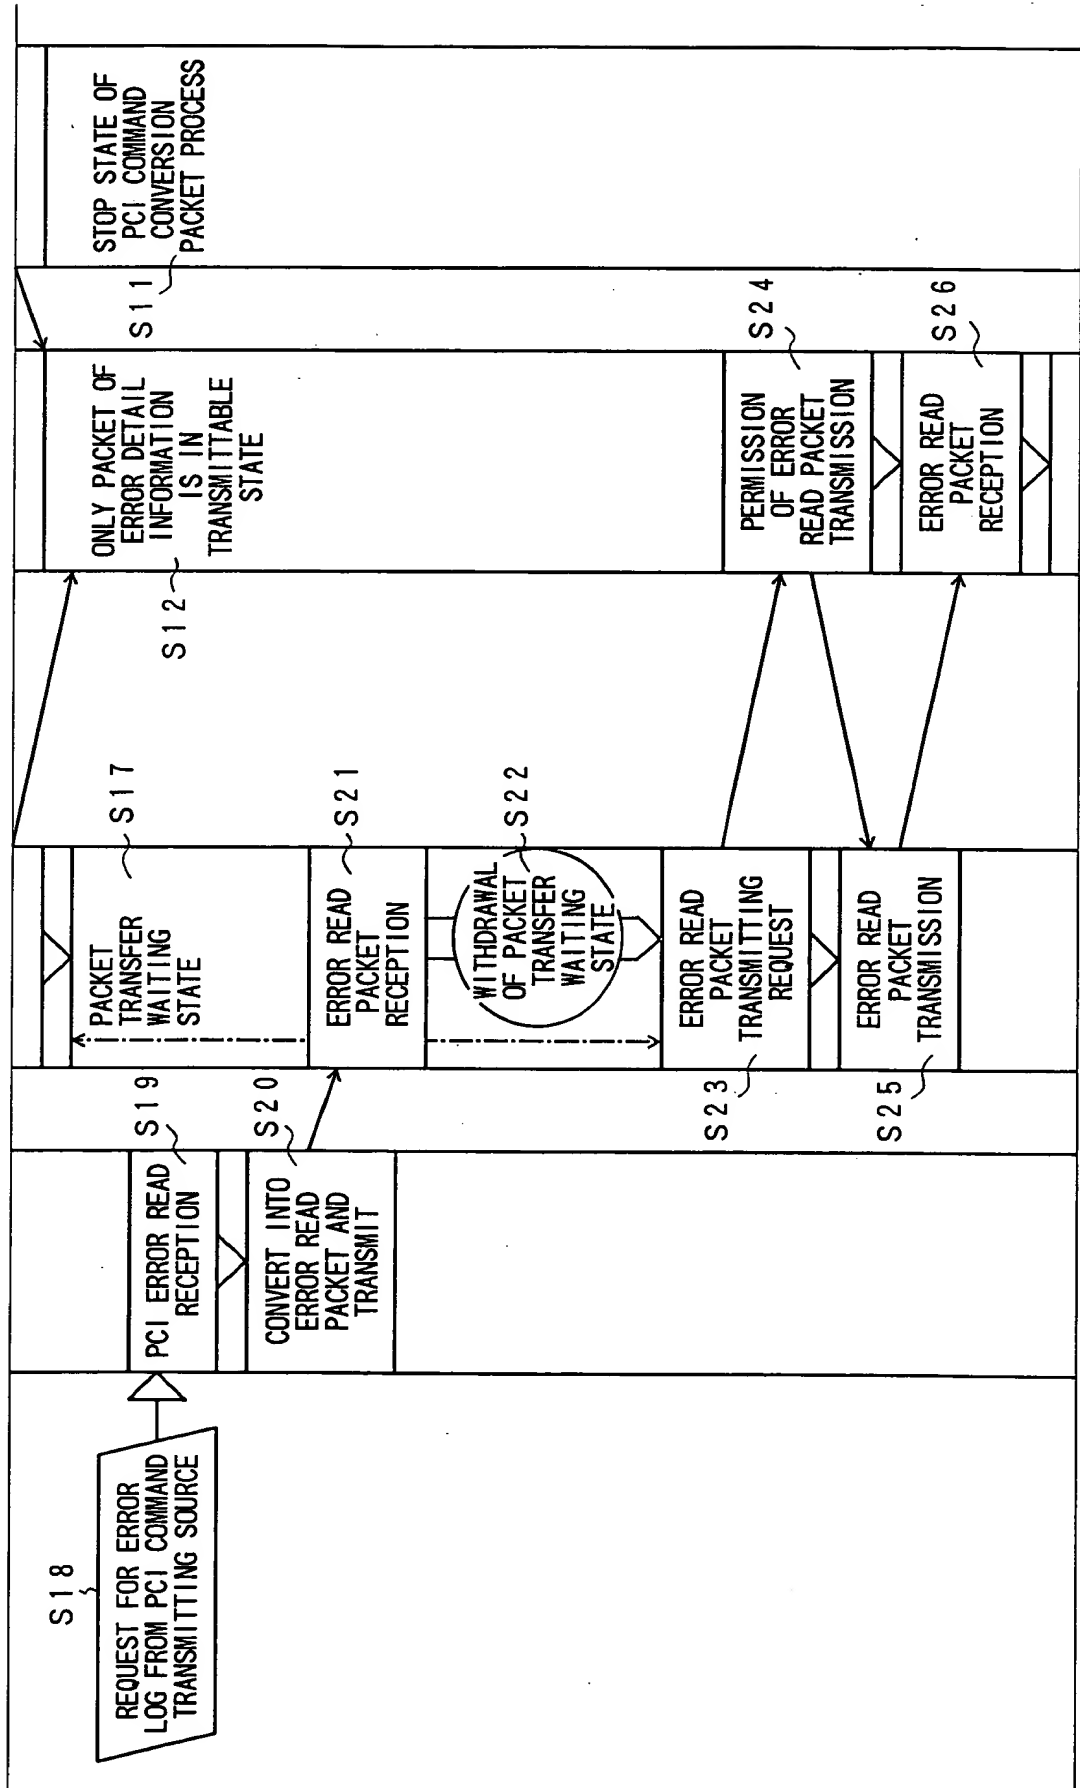 S18
REQUEST FOR ERROR
LOG FROM PCI COMMAND
TRANSMITTING SOURCE
S19
PCI ERROR READ
RECEPTION
S20
CONVERT INTO
ERROR READ
PACKET AND
TRANSMIT
S17
PACKET
TRANSFER
WAITING
STATE
S21
ERROR READ
PACKET
RECEPTION
S22
WITHDRAWAL
OF PACKET
TRANSFER
WAITING
STATE
S23
ERROR READ
PACKET
TRANSMITTING
REQUEST
S25
ERROR READ
PACKET
TRANSMISSION
S12
ONLY PACKET OF
ERROR DETAIL
INFORMATION
IS IN
TRANSMITTABLE
STATE
S24
PERMISSION
OF ERROR
READ PACKET
TRANSMISSION
S26
ERROR READ
PACKET
RECEPTION
S11
STOP STATE OF
PCI COMMAND
CONVERSION
PACKET PROCESS